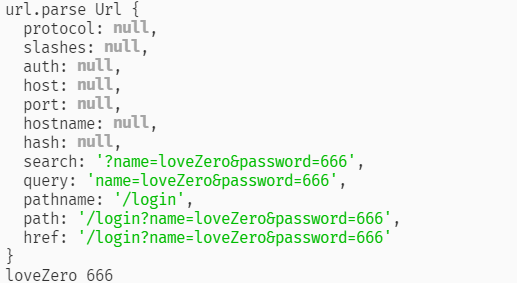 url.parse Url {
  protocol: null,
  slashes: null,
  auth: null,
  host: null,
  port: null,
  hostname: null,
  hash: null,
  search: '?name=loveZero&password=666',
  query: 'name=loveZero&password=666',
  pathname: '/login',
  path: '/login?name=loveZero&password=666',
  href: '/login?name=loveZero&password=666'
}
loveZero 666